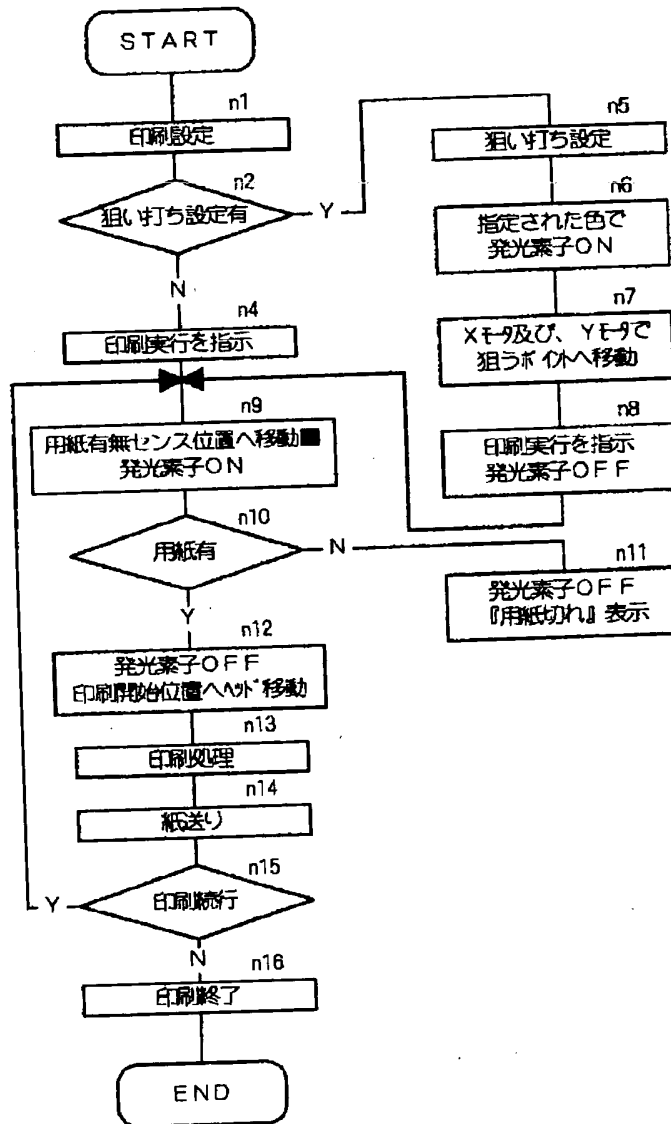 START
n1
印刷設定
n2
狙い打ち設定有
Y
N
n4
印刷実行を指示
n5
狙い打ち設定
n6
指定された色で
発光素子ON
n7
Xモータ及び、Yモータで
狙うポイントへ移動
n8
印刷実行を指示
発光素子OFF
n9
用紙有無センス位置へ移動
発光素子ON
n10
用紙有
N
Y
n11
発光素子OFF
『用紙切れ』表示
n12
発光素子OFF
印刷開始位置へヘッド移動
n13
印刷処理
n14
紙送り
n15
印刷続行
Y
N
n16
印刷終了
END